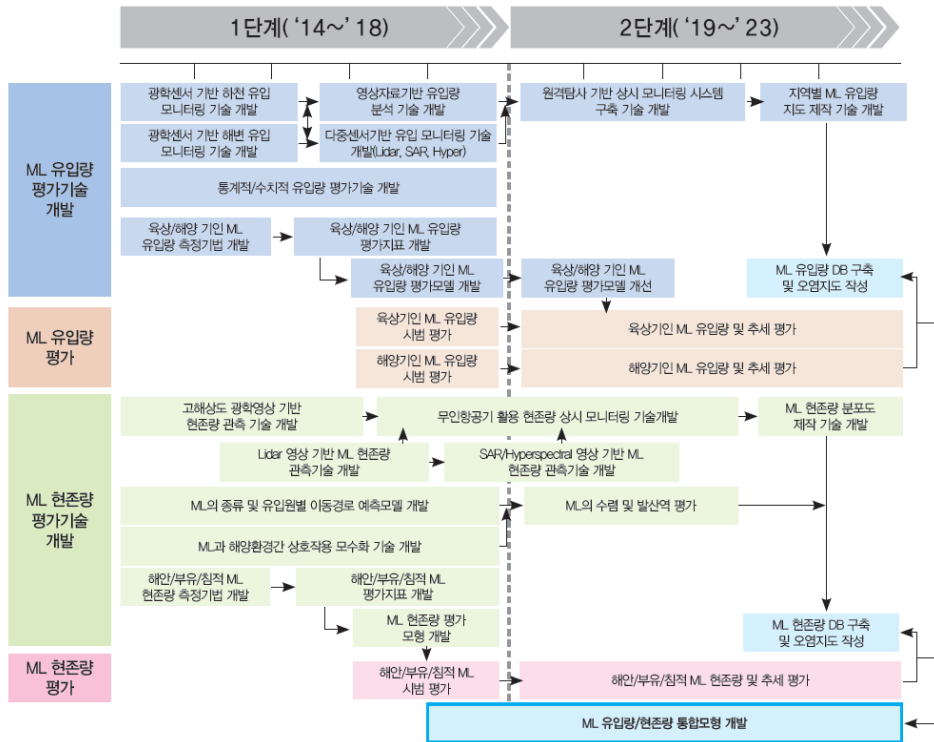 1단계( ‘14～’ 18)
2단계( ‘19～’ 23)
ML 유입량
평가기술
개발
광학센서 기반 하천 유입
모니터링 기술 개발
영상자료기반 유입량
분석 기술 개발
원격탐사 기반 상시 모니터링 시스템
구축 기술 개발
지역별 ML 유입량
지도 제작 기술 개발
광학센서 기반 해변 유입
모니터링 기술 개발
다중센서기반 유입 모니터링 기술
개발(Lidar, SAR, Hyper)
통계적/수치적 유입량 평가기술 개발
육상/해양 기인 ML
유입량 측정기법 개발
육상/해양 기인 ML 유입량
평가지표 개발
육상/해양 기인 ML
유입량 평가모델 개발
육상/해양 기인 ML
유입량 평가모델 개선
ML 유입량 DB 구축
및 오염지도 작성
ML 유입량
평가
육상기인 ML 유입량
시범 평가
육상기인 ML 유입량 및 추세 평가
해양기인 ML 유입량
시범 평가
해양기인 ML 유입량 및 추세 평가
ML 현존량
평가기술
개발
고해상도 광학영상 기반
현존량 관측 기술 개발
무인항공기 활용 현존량 상시 모니터링 기술개발
ML 현존량 분포도
제작 기술 개발
Lidar 영상 기반 ML 현존량
관측기술 개발
SAR/Hyperspectral 영상 기반 ML
현존량 관측기술 개발
ML의 종류 및 유입원별 이동경로 예측모델 개발
ML의 수렴 및 발산역 평가
ML과 해양환경간 상호작용 모수화 기술 개발
해안/부유/침적 ML
현존량 측정기법 개발
해안/부유/침적 ML
평가지표 개발
ML 현존량 평가
모형 개발
ML 현존량 DB 구축
및 오염지도 작성
ML 현존량
평가
해안/부유/침적 ML
시범 평가
해안/부유/침적 ML 현존량 및 추세 평가
ML 유입량/현존량 통합모형 개발